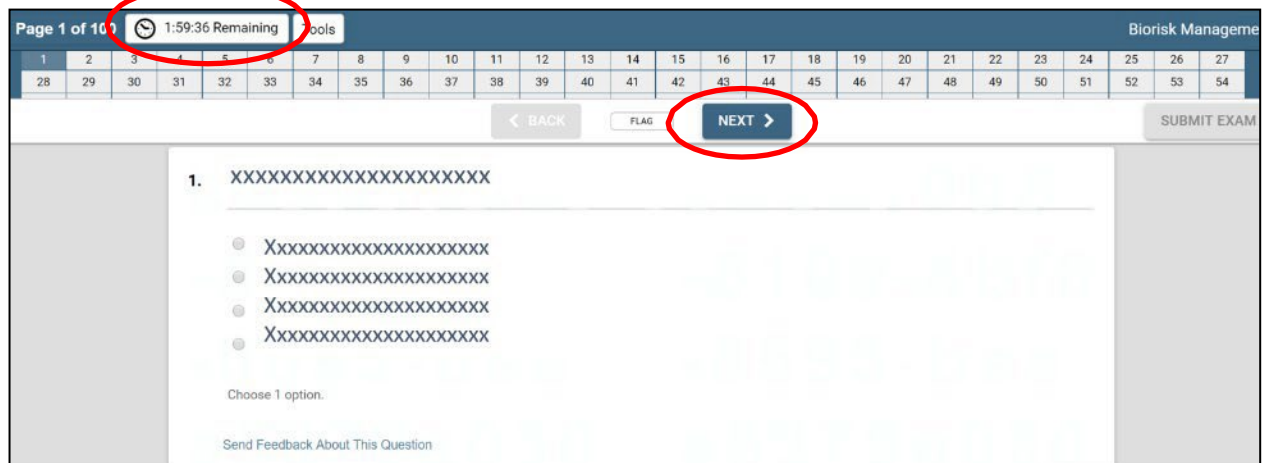 Page 1 of 100 1:59:36 Remaining Tools Biorisk Manageme
1 2 3 4 5 6 7 8 9 10 11 12 13 14 15 16 17 18 19 20 21 22 23 24 25 26 27
28 29 30 31 32 33 34 35 36 37 38 39 40 41 42 43 44 45 46 47 48 49 50 51 52 53 54
BACK FLAG NEXT SUBMIT EXAM
1. XXXXXXXXXXXXXXXXXXXXX
Xxxxxxxxxxxxxxxxxxxxx
Xxxxxxxxxxxxxxxxxxxxx
Xxxxxxxxxxxxxxxxxxxxx
Xxxxxxxxxxxxxxxxxxxxx
Choose 1 option.
Send Feedback About This Question